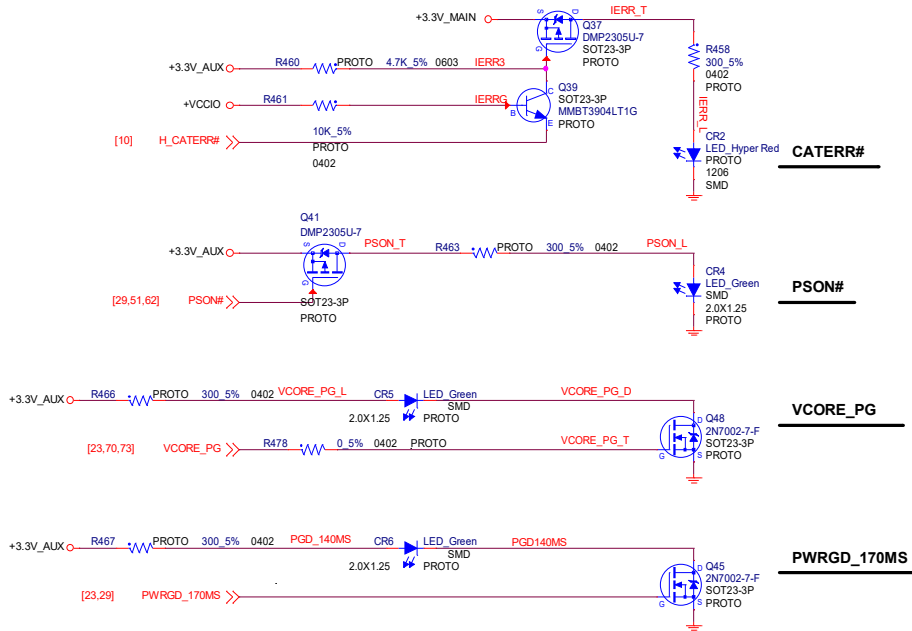 +3.3V_MAIN
S
D
G
IERR_T
Q37
DMP2305U-7
SOT23-3P
PROTO
R458
300_5%
0402
PROTO
+3.3V_AUX
R460
PROTO
4.7K_5%
0603
IERR3
+VCCIO
R461
IERRG
B
C
E
Q39
SOT23-3P
MMBT3904LT1G
PROTO
IERR_L
[10]
H_CATERR#
10K_5%
PROTO
0402
CR2
LED_Hyper Red
PROTO
1206
SMD
CATERR#
Q41
DMP2305U-7
+3.3V_AUX
S
D
G
PSON_T
R463
PROTO
300_5%
0402
PSON_L
[29,51,62]
PSON#
SOT23-3P
PROTO
CR4
LED_Green
SMD
2.0X1.25
PROTO
PSON#
+3.3V_AUX
R466
PROTO
300_5%
0402
VCORE_PG_L
CR5
LED_Green
SMD
2.0X1.25
PROTO
VCORE_PG_D
[23,70,73]
VCORE_PG
R478
0_5%
0402
PROTO
VCORE_PG_T
G
D
S
Q48
2N7002-7-F
SOT23-3P
PROTO
VCORE_PG
+3.3V_AUX
R467
PROTO
300_5%
0402
PGD_140MS
CR6
LED_Green
SMD
2.0X1.25
PROTO
PGD140MS
[23,29]
PWRGD_170MS
G
D
S
Q45
2N7002-7-F
SOT23-3P
PROTO
PWRGD_170MS